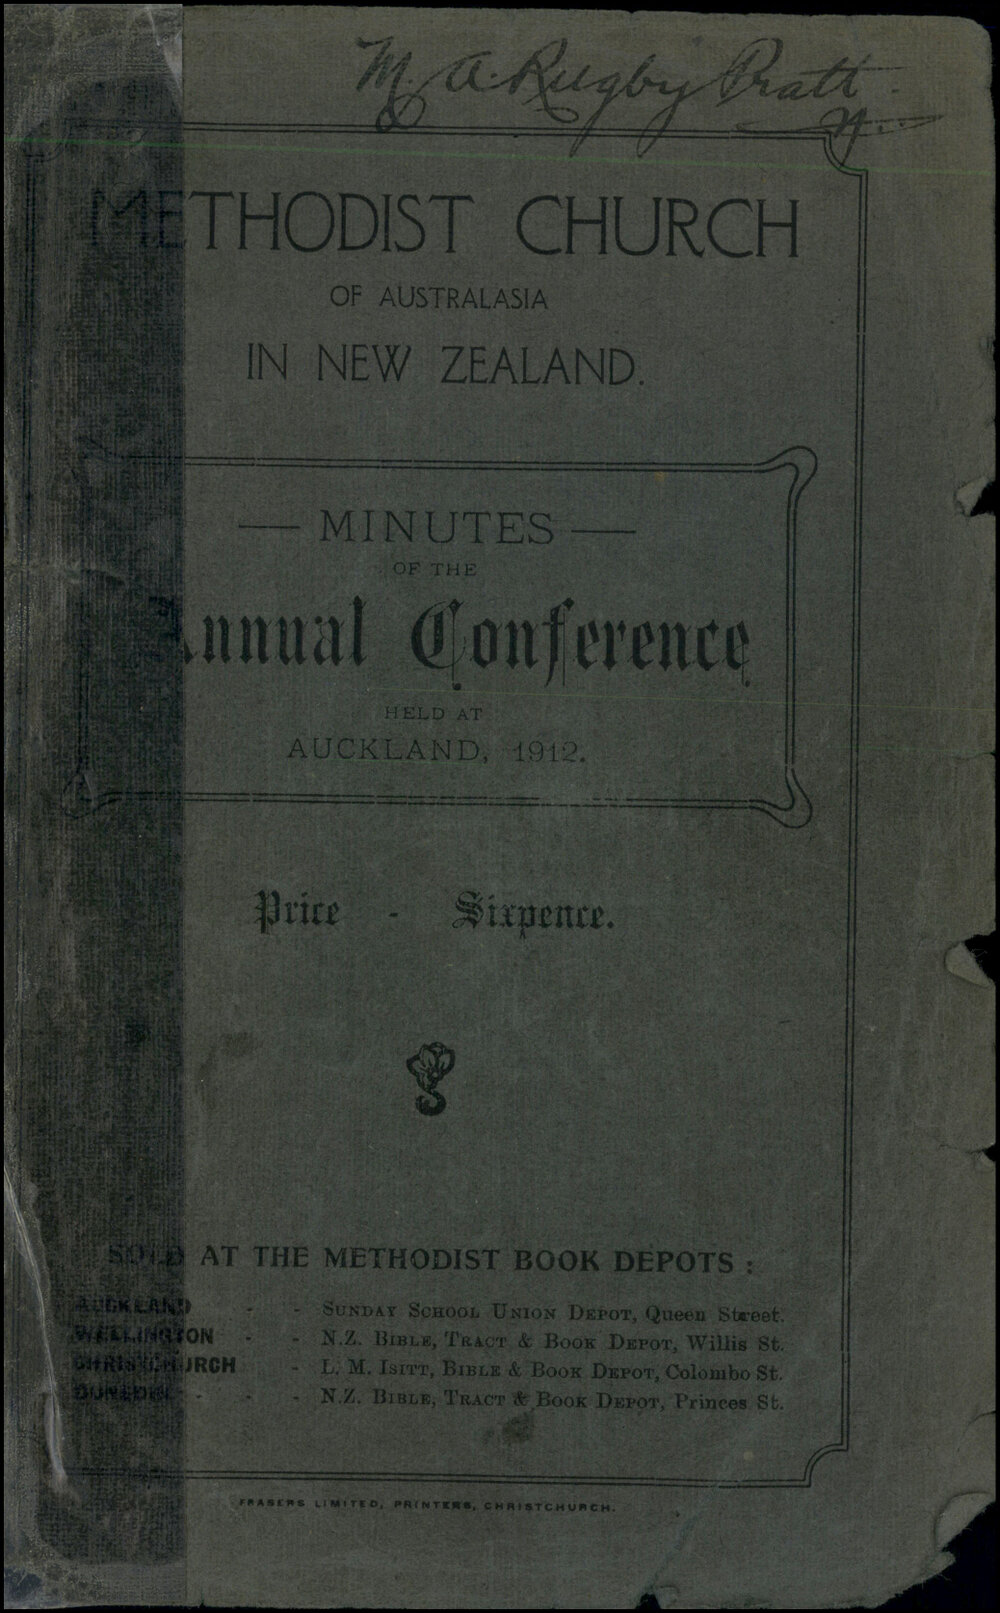 M. A. Rugby Pratt
METHODIST CHURCH
OF AUSTRALASIA
IN NEW ZEALAND.
— MINUTES —
OF THE
Annual Conference
HELD AT
AUCKLAND, 1912.
Price - Sixpence.
SOLD AT THE METHODIST BOOK DEPOTS :
AUCKLAND - - SUNDAY SCHOOL UNION DEPOT, Queen Street.
WELLINGTON - - N.Z. BIBLE, TRACT & BOOK DEPOT, Willis St.
CHRISTCHURCH - L. M. ISITT, BIBLE & BOOK DEPOT, Colombo St.
DUNEDIN - - - N.Z. BIBLE, TRACT & BOOK DEPOT, Princes St.
FRASERS LIMITED, PRINTERS, CHRISTCHURCH.